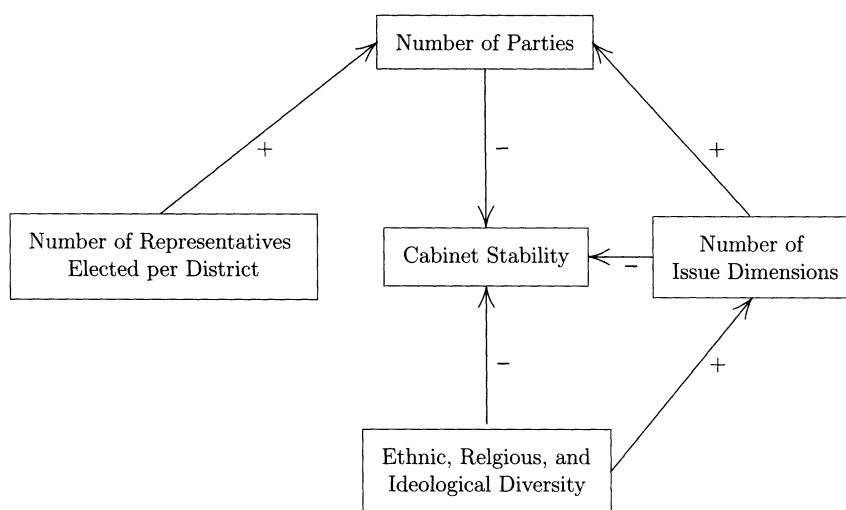 Number of Parties
+
−
+
Number of Representatives
Elected per District
Cabinet Stability
−
Number of
Issue Dimensions
−
+
Ethnic, Relgious, and
Ideological Diversity